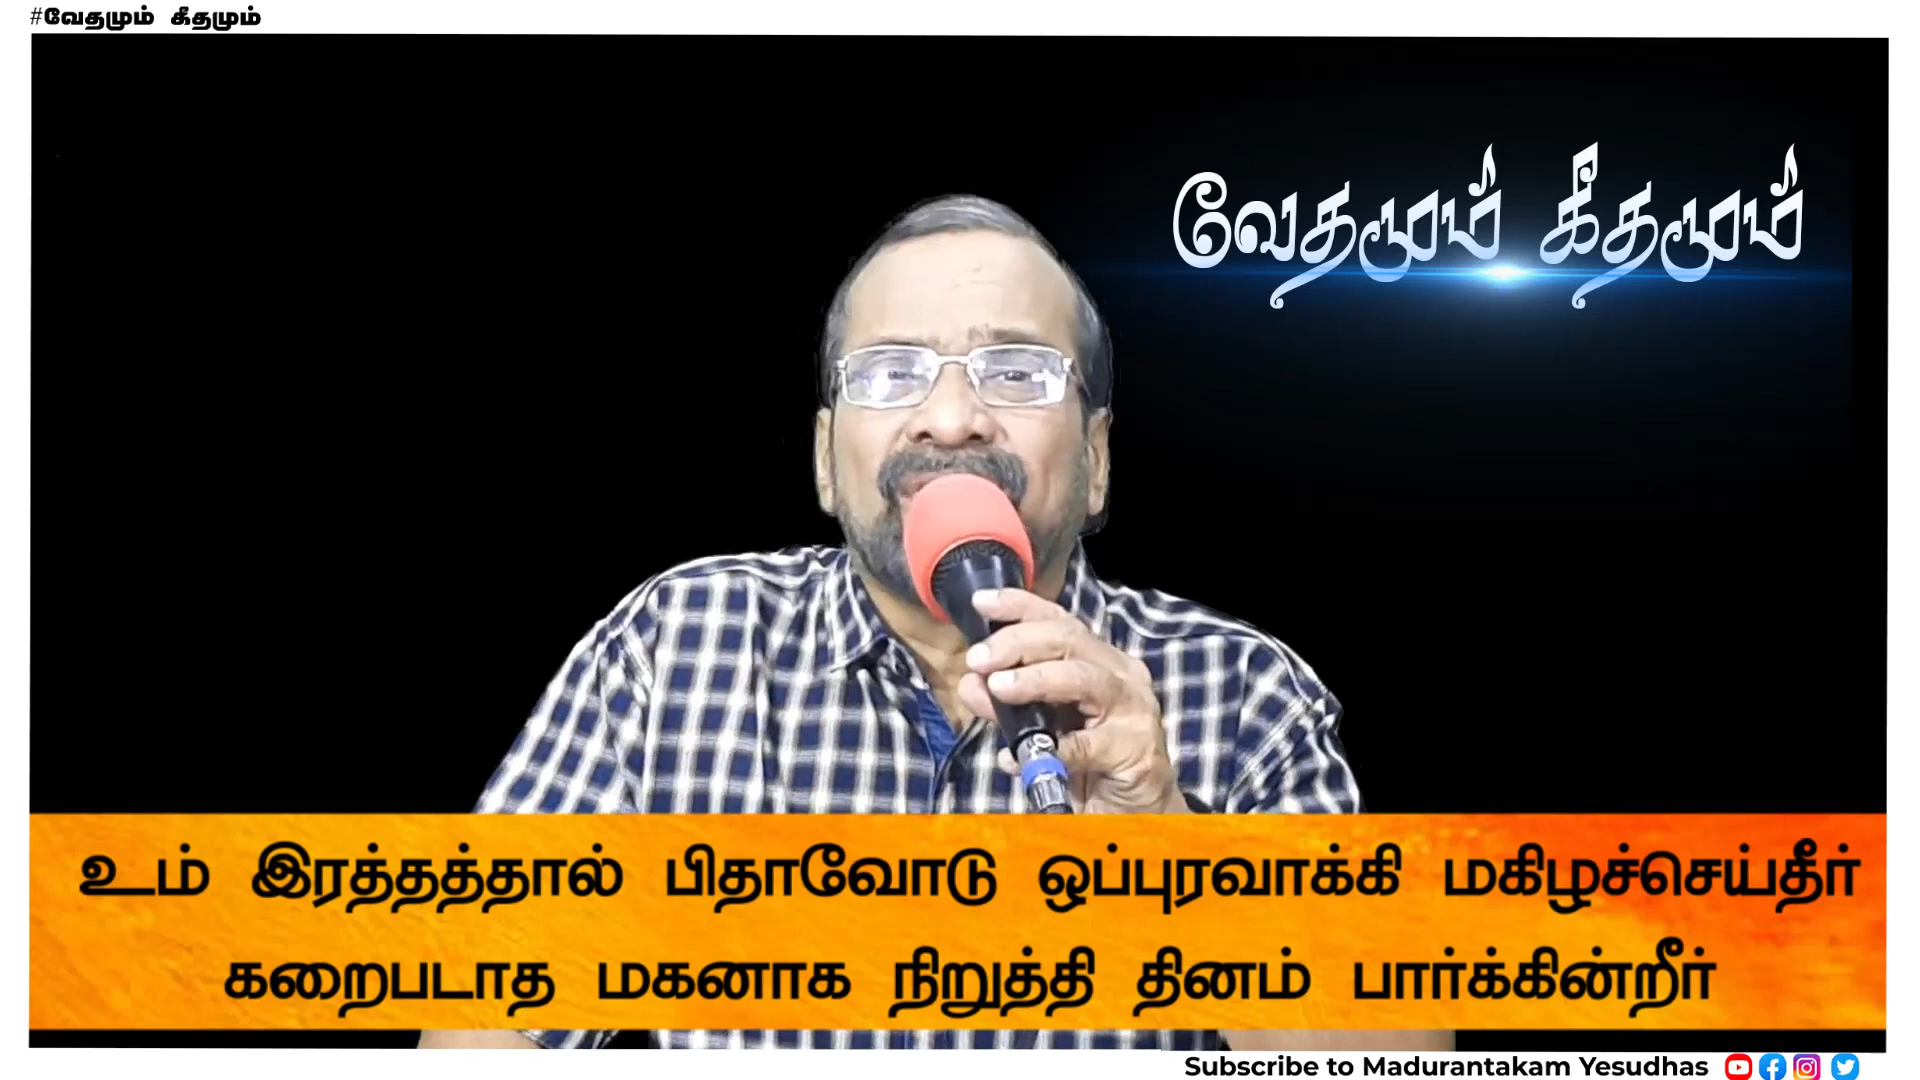 #வேதமும் கீதமும்
வேதமும் கீதமும்
உம் இரத்தத்தால் பிதாவோடு ஒப்புரவாக்கி மகிழச்செய்தீர்
கறைபடாத மகனாக நிறுத்தி தினம் பார்க்கின்றீர்
Subscribe to Madurantakam Yesudhas